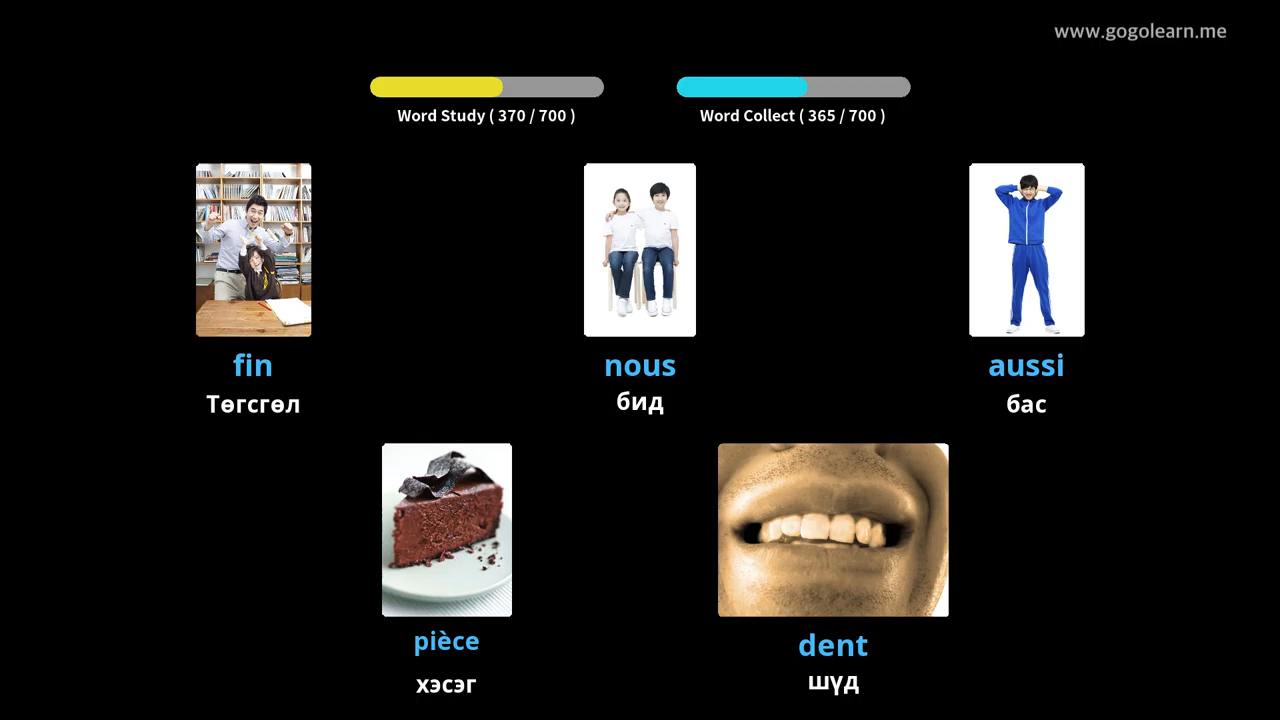 www.gogolearn.me
Word Study ( 370 / 700 )
Word Collect ( 365 / 700 )
fin
Төгсгөл
nous
бид
aussi
бас
pièce
хэсэг
dent
шүд